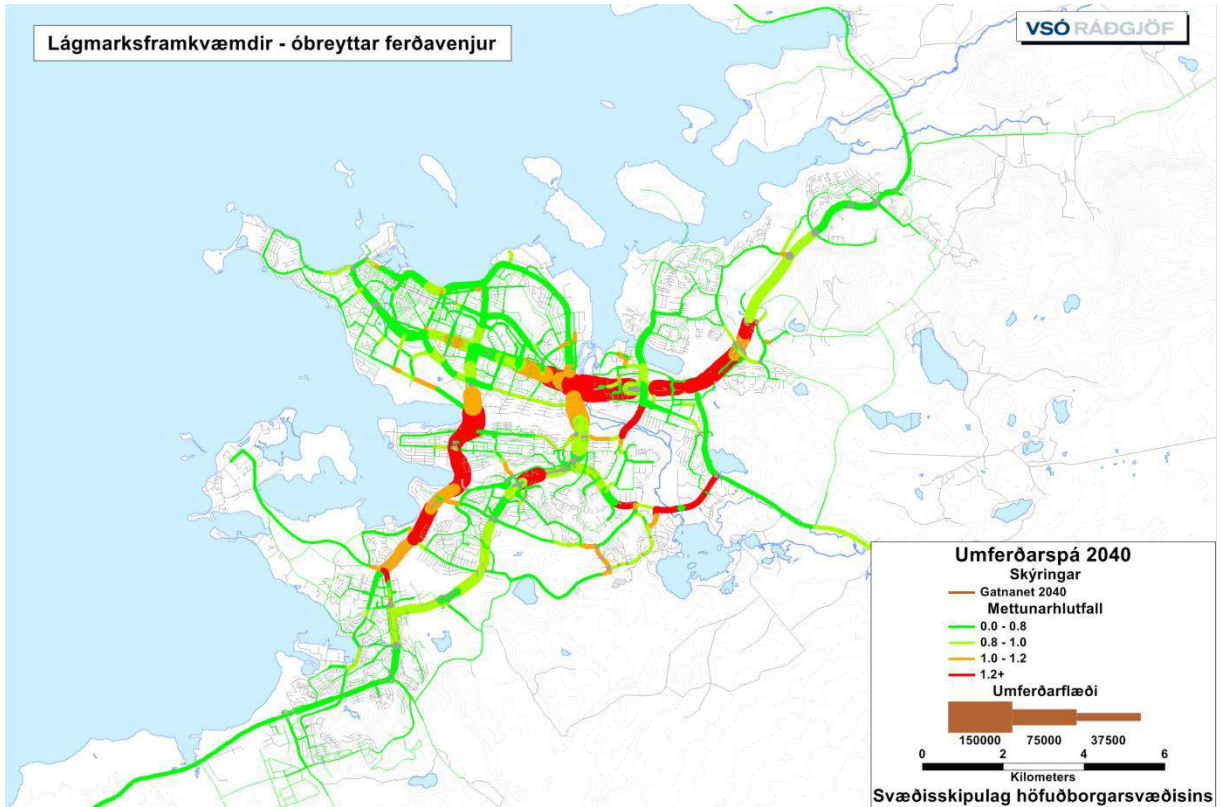 Lágmarksframkvæmdir - óbreyttar ferðavenjur
VSÓ RÁÐGJÖF
Umferðarspá 2040
Skýringar
Gatnanet 2040
Mettunarhlutfall
0.0 - 0.8
0.8 - 1.0
1.0 - 1.2
1.2+
Umferðarflæði
150000 75000 37500
0 2 4 6
Kilometers
Svæðisskipulag höfuðborgarsvæðisins